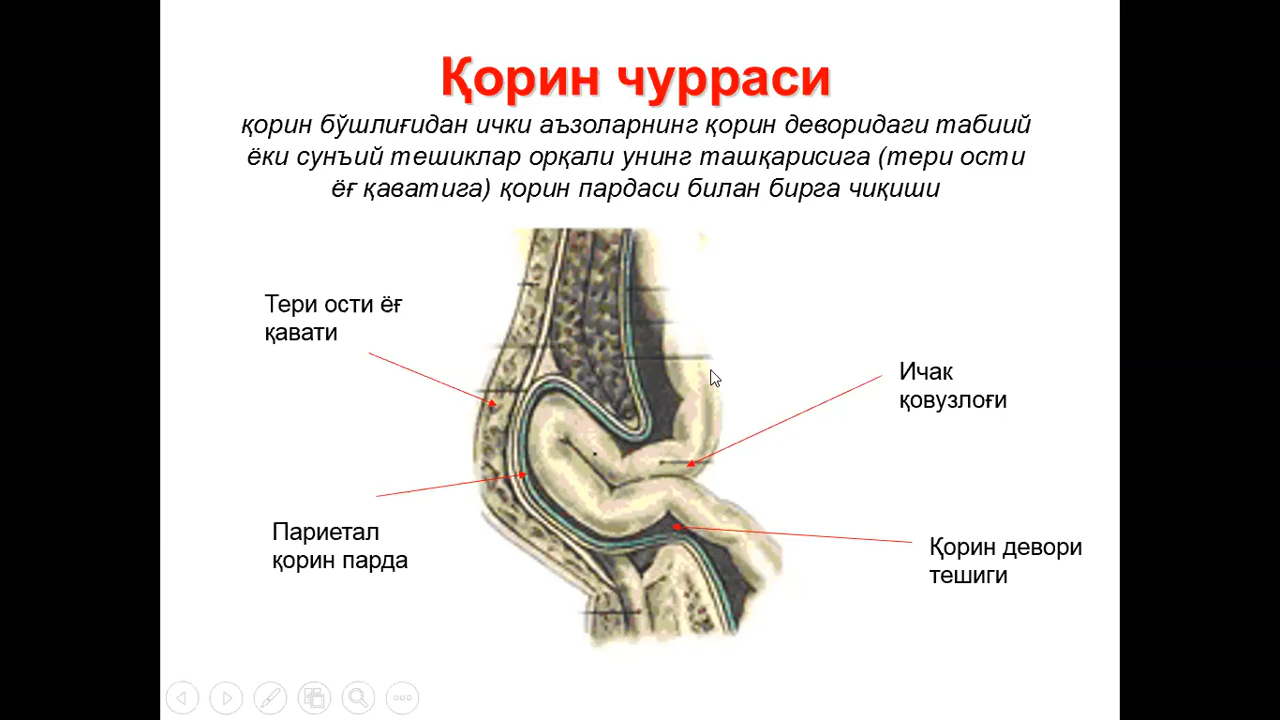 Қорин чурраси
қорин бўшлиғидан ички аъзоларнинг қорин деворидаги табиий
ёки сунъий тешиклар орқали унинг ташқарисига (тери ости
ёғ қаватига) қорин пардаси билан бирга чиқиши
Тери ости ёғ
қавати
Ичак
қовузлоғи
Париетал
қорин парда
Қорин девори
тешиги